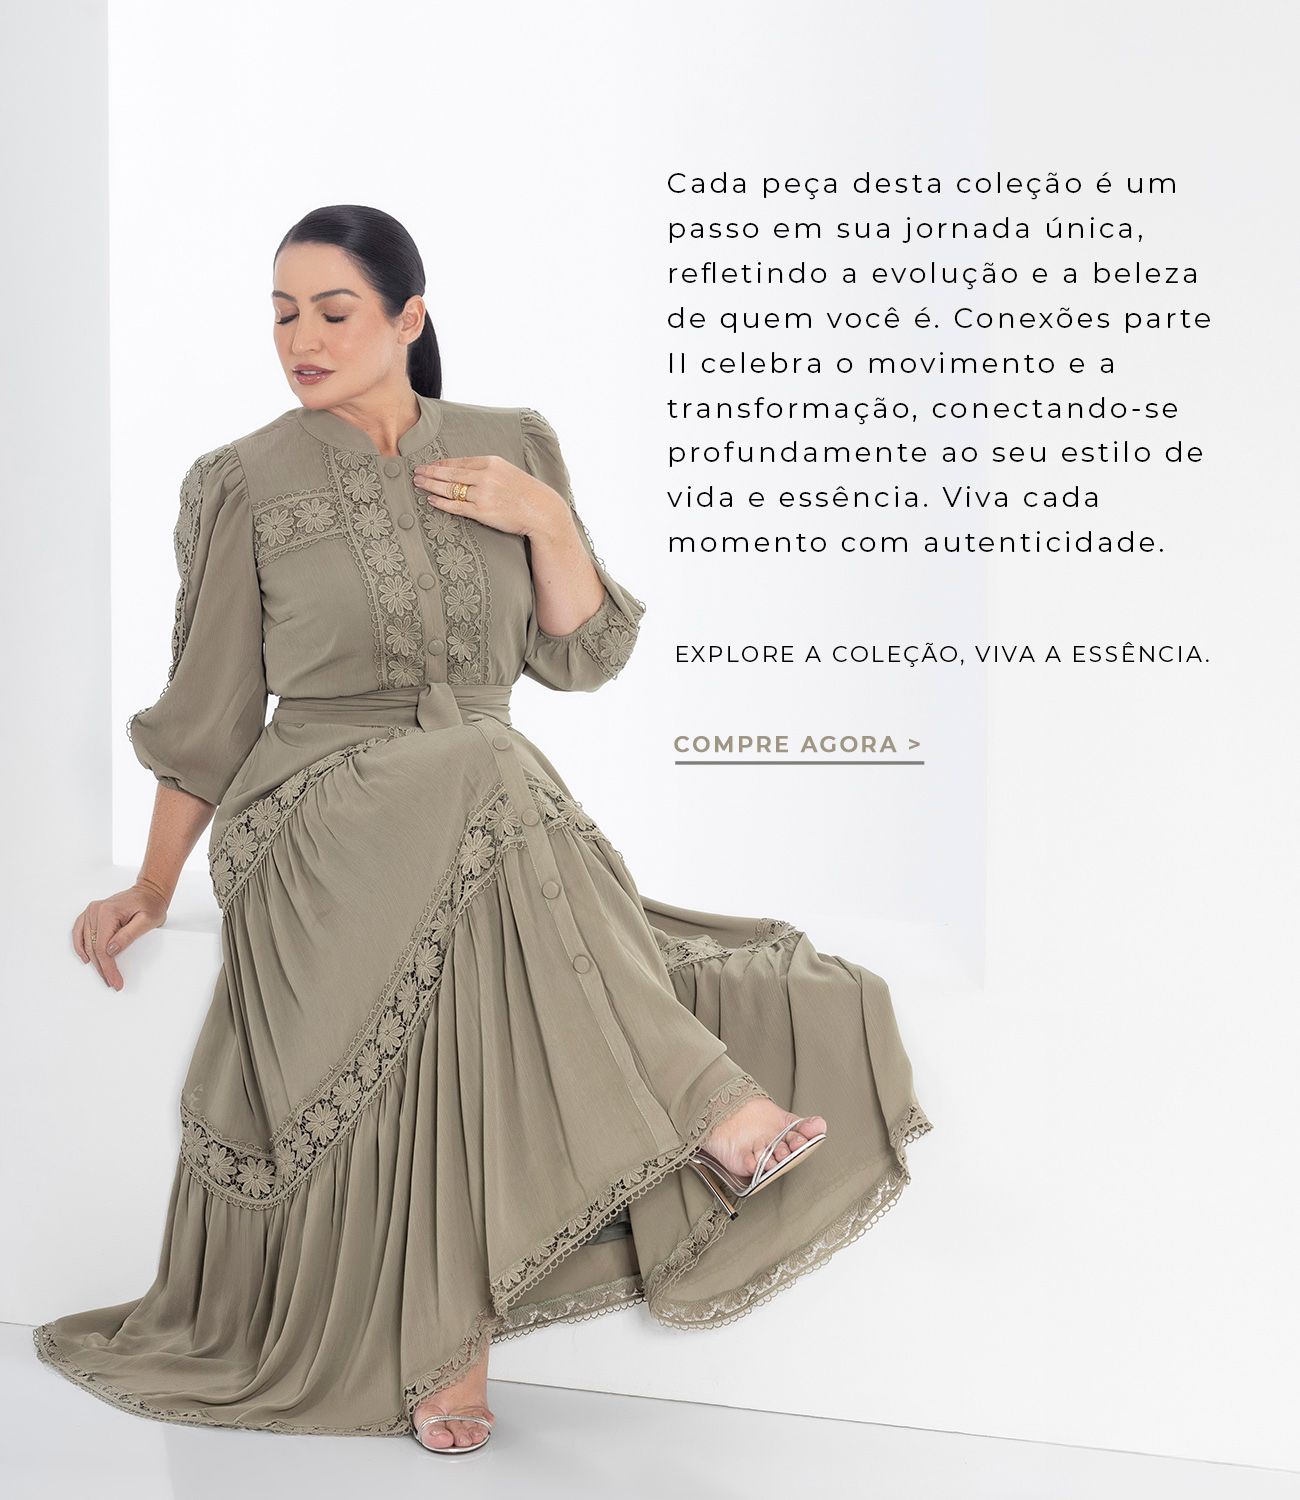 Cada peça desta coleção é um
passo em sua jornada única,
refletindo a evolução e a beleza
de quem você é. Conexões parte
II celebra o movimento e a
transformação, conectando-se
profundamente ao seu estilo de
vida e essência. Viva cada
momento com autenticidade.
EXPLORE A COLEÇÃO, VIVA A ESSÊNCIA.
COMPRE AGORA >